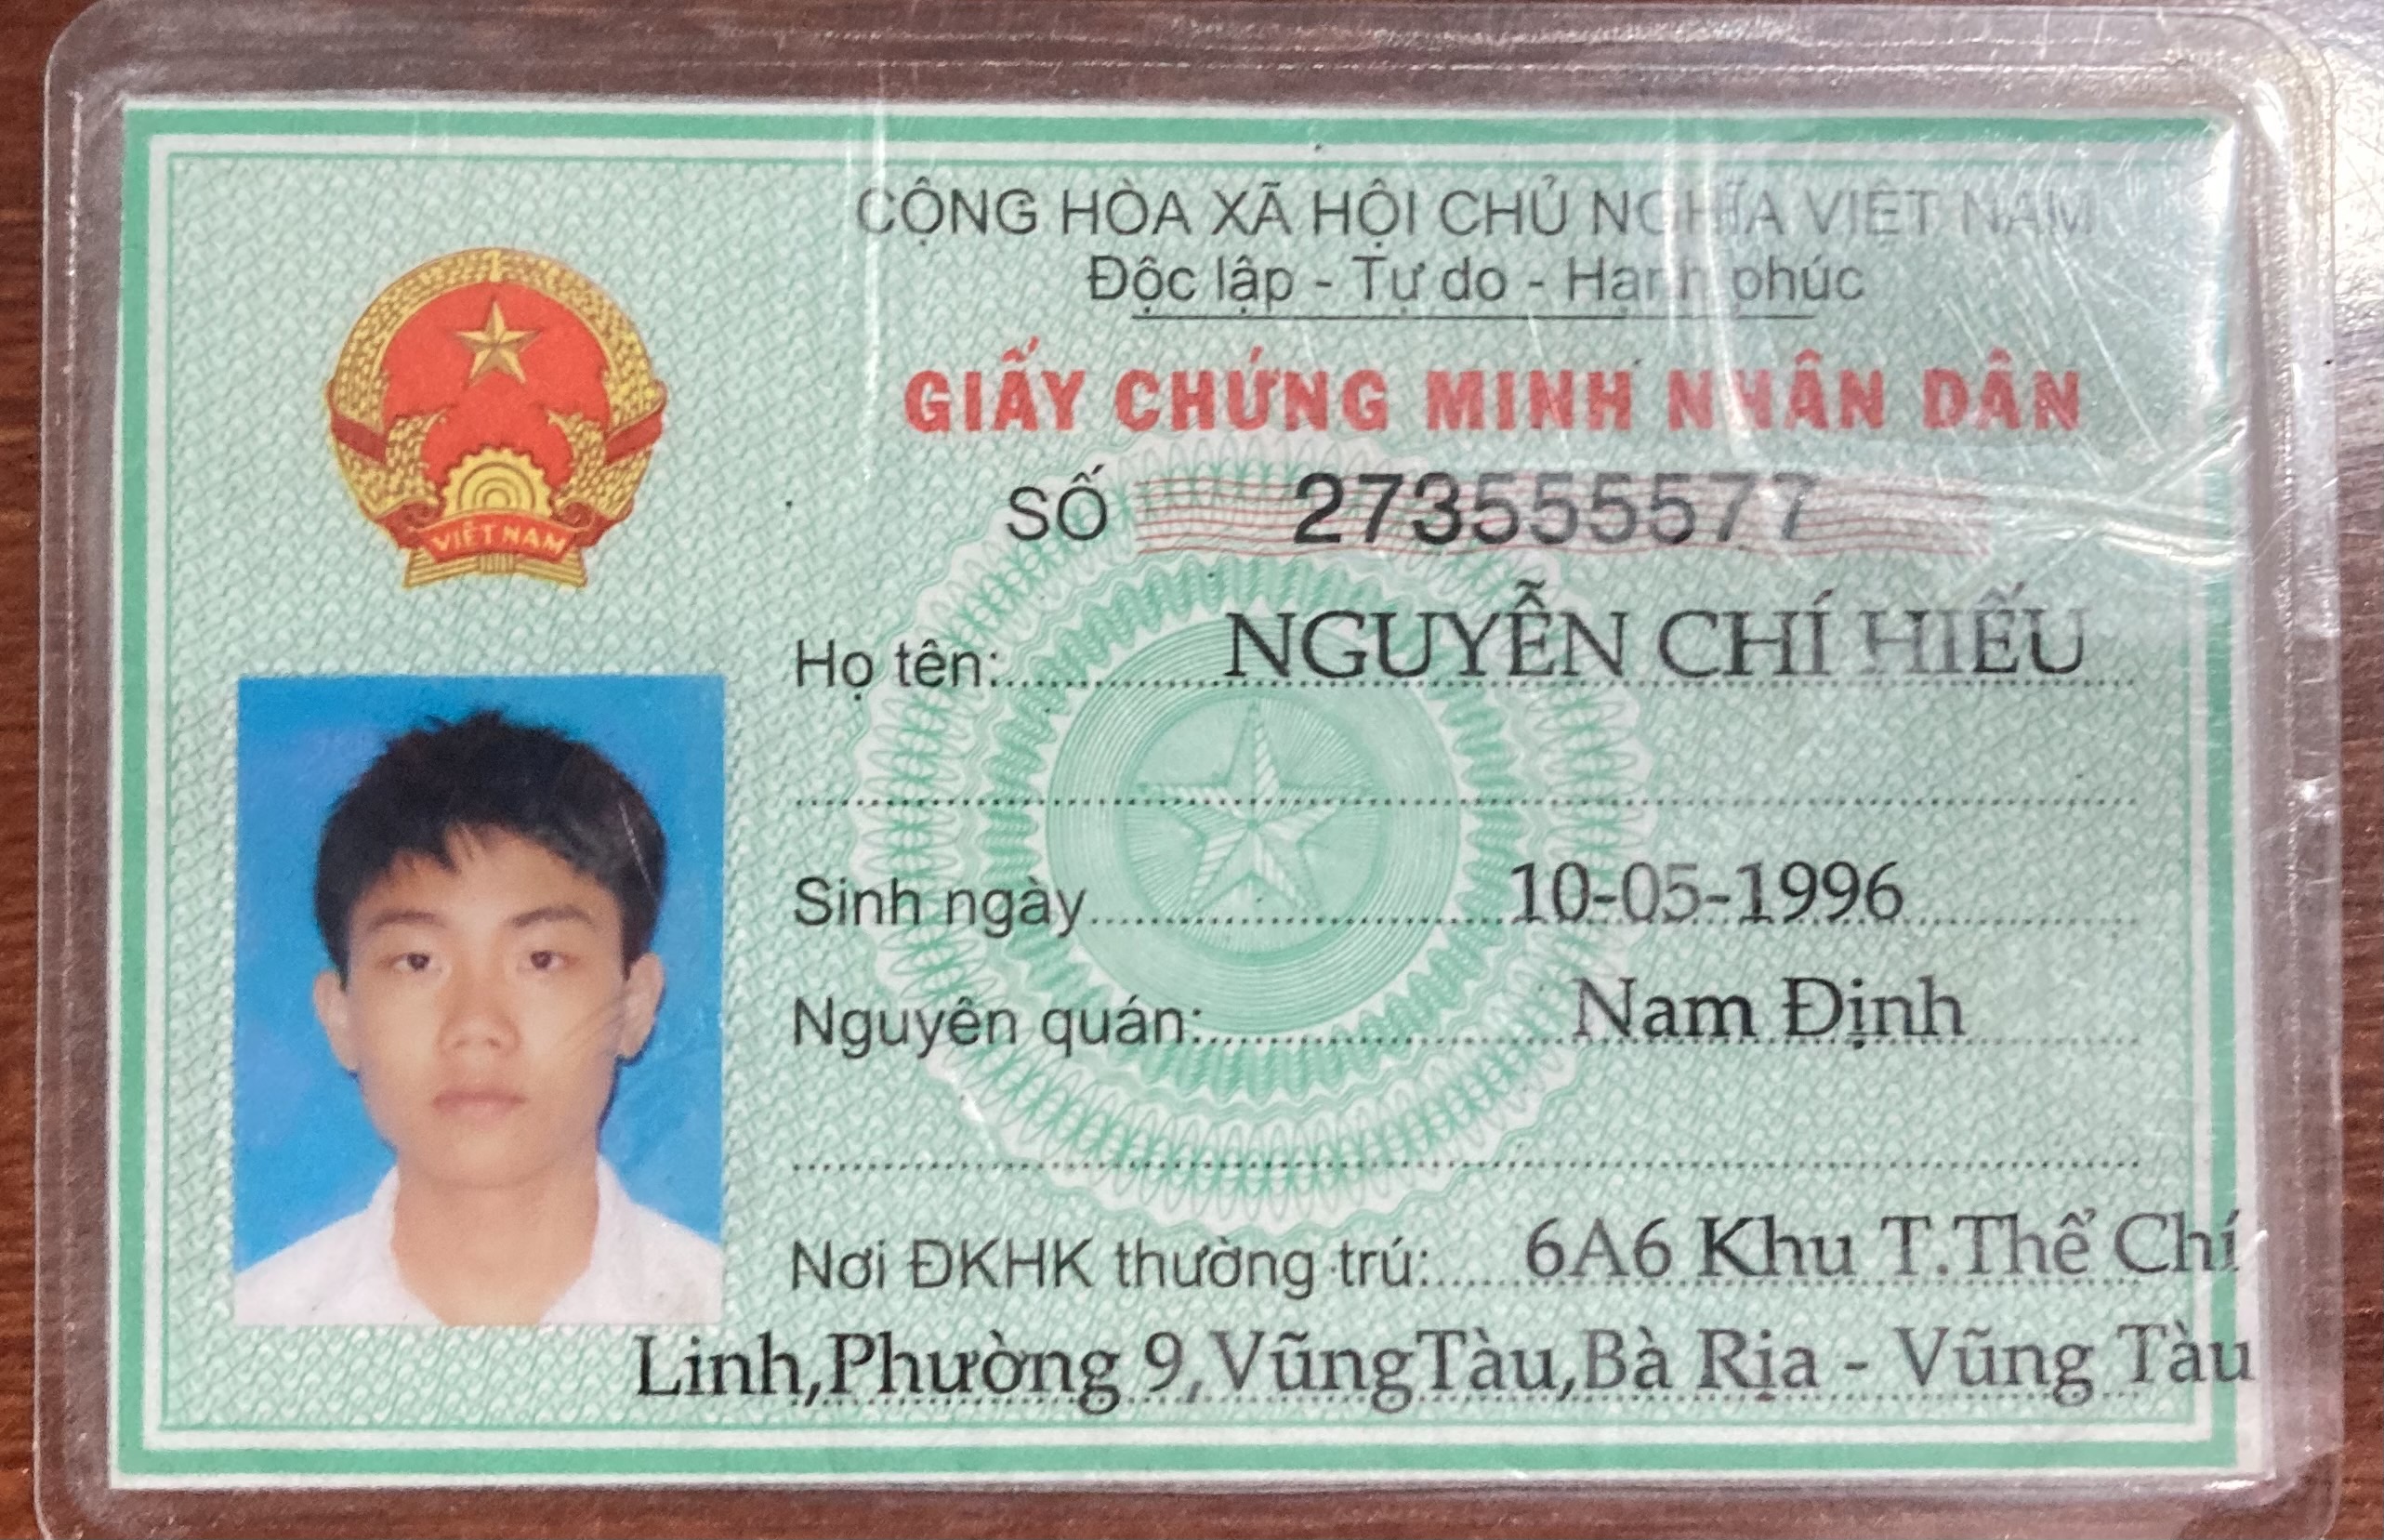 CỘNG HÒA XÃ HỘI CHỦ NGHĨA VIỆT NAM
Độc lập - Tự do - Hạnh phúc
GIẤY CHỨNG MINH NHÂN DÂN
SỐ 273555577
VIỆT NAM
Họ tên: NGUYỄN CHÍ HIẾU
Sinh ngày 10-05-1996
Nguyên quán: Nam Định
Nơi ĐKHK thường trú: 6A6 Khu T.Thể Chí
Linh,Phường 9,VũngTàu,Bà Rịa - Vũng Tàu